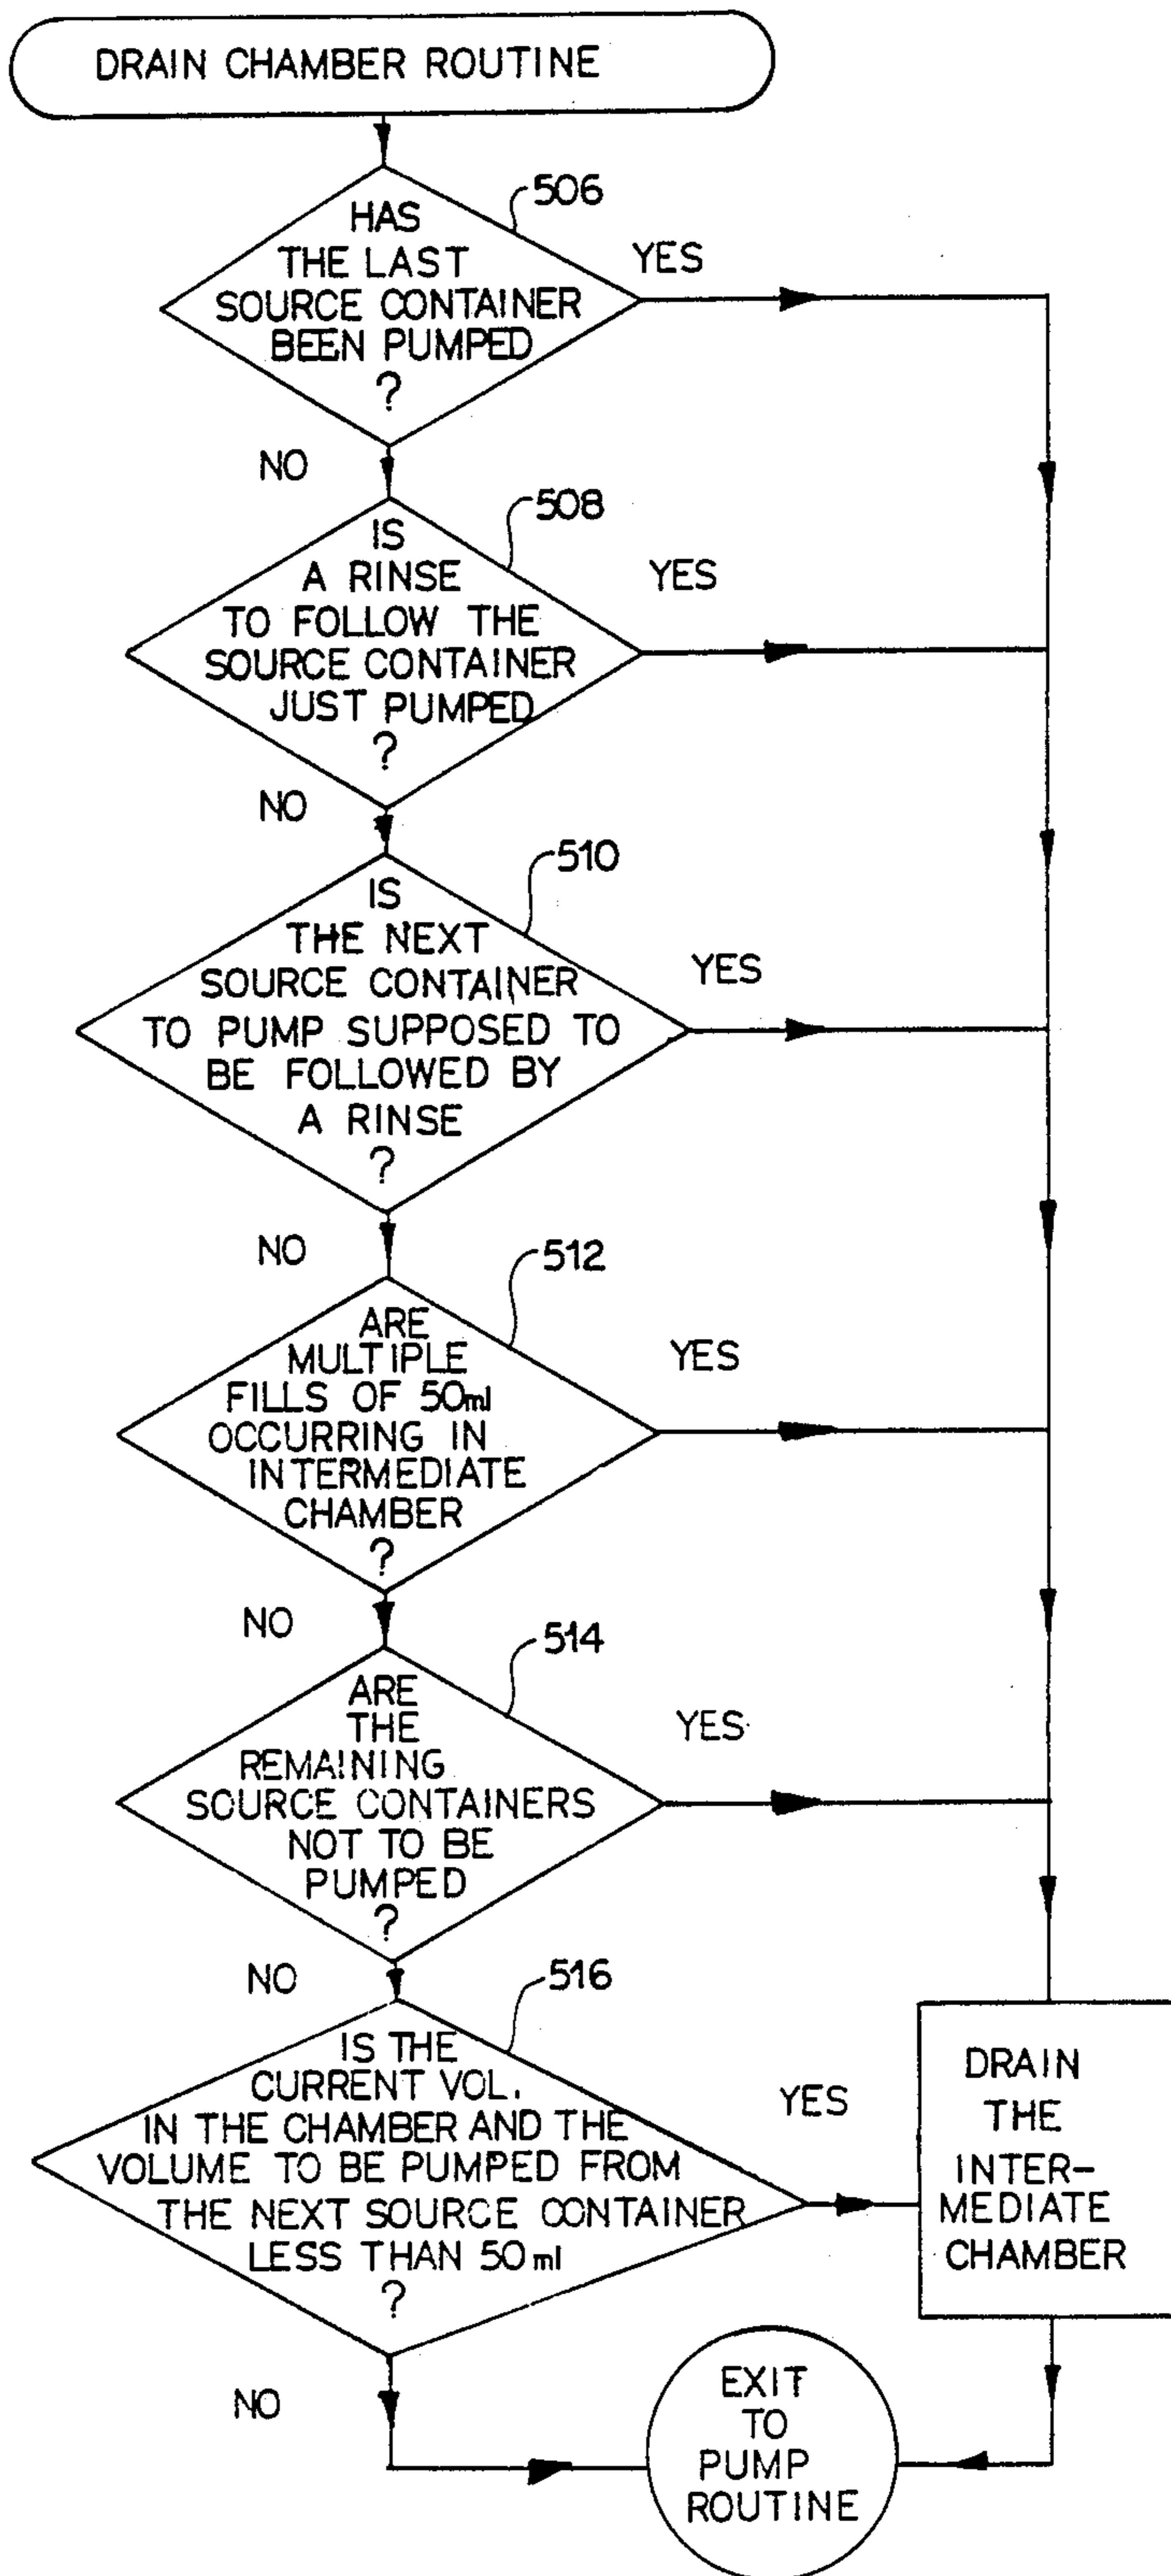 DRAIN CHAMBER ROUTINE
506
HAS
THE LAST
SOURCE CONTAINER
BEEN PUMPED
?
YES
NO
508
IS
A RINSE
TO FOLLOW THE
SOURCE CONTAINER
JUST PUMPED
?
YES
NO
510
IS
THE NEXT
SOURCE CONTAINER
TO PUMP SUPPOSED TO
BE FOLLOWED BY
A RINSE
?
YES
NO
512
ARE
MULTIPLE
FILLS OF 50ml
OCCURRING IN
INTERMEDIATE
CHAMBER
?
YES
NO
514
ARE
THE
REMAINING
SOURCE CONTAINERS
NOT TO BE
PUMPED
?
YES
NO
516
IS THE
CURRENT VOL.
IN THE CHAMBER AND THE
VOLUME TO BE PUMPED FROM
THE NEXT SOURCE CONTAINER
LESS THAN 50ml
?
YES
NO
DRAIN
THE
INTER-
MEDIATE
CHAMBER
EXIT
TO
PUMP
ROUTINE